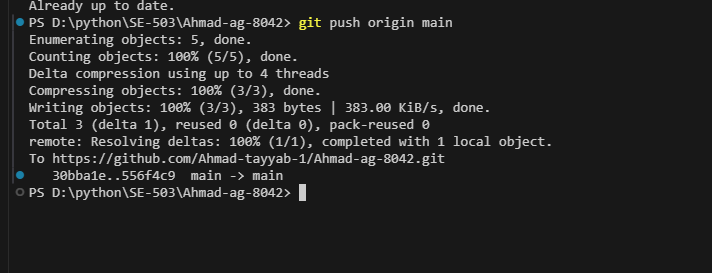 Already up to date.
PS D:\python\SE-503\Ahmad-ag-8042> git push origin main
Enumerating objects: 5, done.
Counting objects: 100% (5/5), done.
Delta compression using up to 4 threads
Compressing objects: 100% (3/3), done.
Writing objects: 100% (3/3), 383 bytes | 383.00 KiB/s, done.
Total 3 (delta 1), reused 0 (delta 0), pack-reused 0
remote: Resolving deltas: 100% (1/1), completed with 1 local object.
To https://github.com/Ahmad-tayyab-1/Ahmad-ag-8042.git
   30bba1e..556f4c9  main -> main
PS D:\python\SE-503\Ahmad-ag-8042>